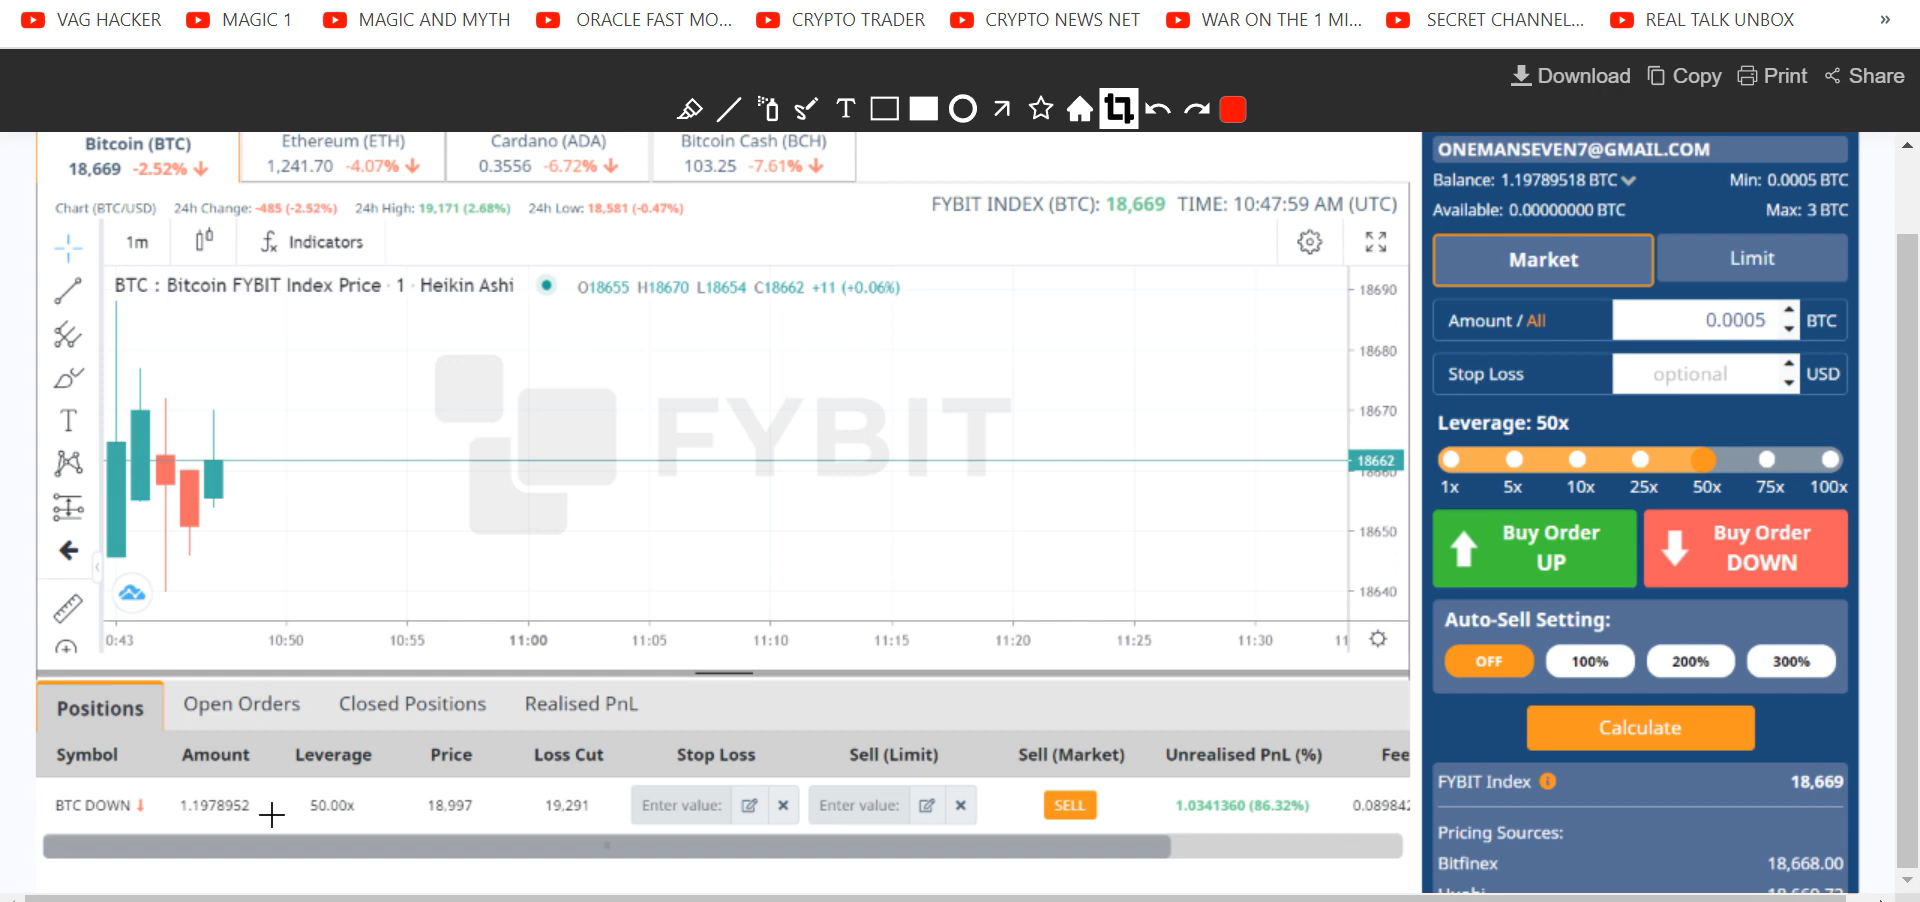 VAG HACKER MAGIC 1 MAGIC AND MYTH ORACLE FAST MO... CRYPTO TRADER CRYPTO NEWS NET WAR ON THE 1 MI... SECRET CHANNEL... REAL TALK UNBOX »
Download Copy Print Share
T
Bitcoin (BTC) Ethereum (ETH) Cardano (ADA) Bitcoin Cash (BCH)
18,669 -2.52% 1,241.70 -4.07% 0.3556 -6.72% 103.25 -7.61%
Chart (BTC/USD) 24h Change: -485 (-2.52%) 24h High: 19,171 (2.68%) 24h Low: 18,581 (-0.47%) FYBIT INDEX (BTC): 18,669 TIME: 10:47:59 AM (UTC)
1m Indicators
BTC : Bitcoin FYBIT Index Price · 1 · Heikin Ashi O18655 H18670 L18654 C18662 +11 (+0.06%)
18690
18680
18670
18662
18660
18650
18640
FYBIT
T
0:43 10:50 10:55 11:00 11:05 11:10 11:15 11:20 11:25 11:30 11
Positions Open Orders Closed Positions Realised PnL
Symbol Amount Leverage Price Loss Cut Stop Loss Sell (Limit) Sell (Market) Unrealised PnL (%) Fee
BTC DOWN 1.1978952 50.00x 18,997 19,291 Enter value: Enter value: SELL 1.0341360 (86.32%) 0.089842
ONEMANSEVEN7@GMAIL.COM
Balance: 1.19789518 BTC Min: 0.0005 BTC
Available: 0.00000000 BTC Max: 3 BTC
Market Limit
Amount / All 0.0005 BTC
Stop Loss optional USD
Leverage: 50x
1x 5x 10x 25x 50x 75x 100x
Buy Order UP
Buy Order DOWN
Auto-Sell Setting:
OFF 100% 200% 300%
Calculate
FYBIT Index 18,669
Pricing Sources:
Bitfinex 18,668.00